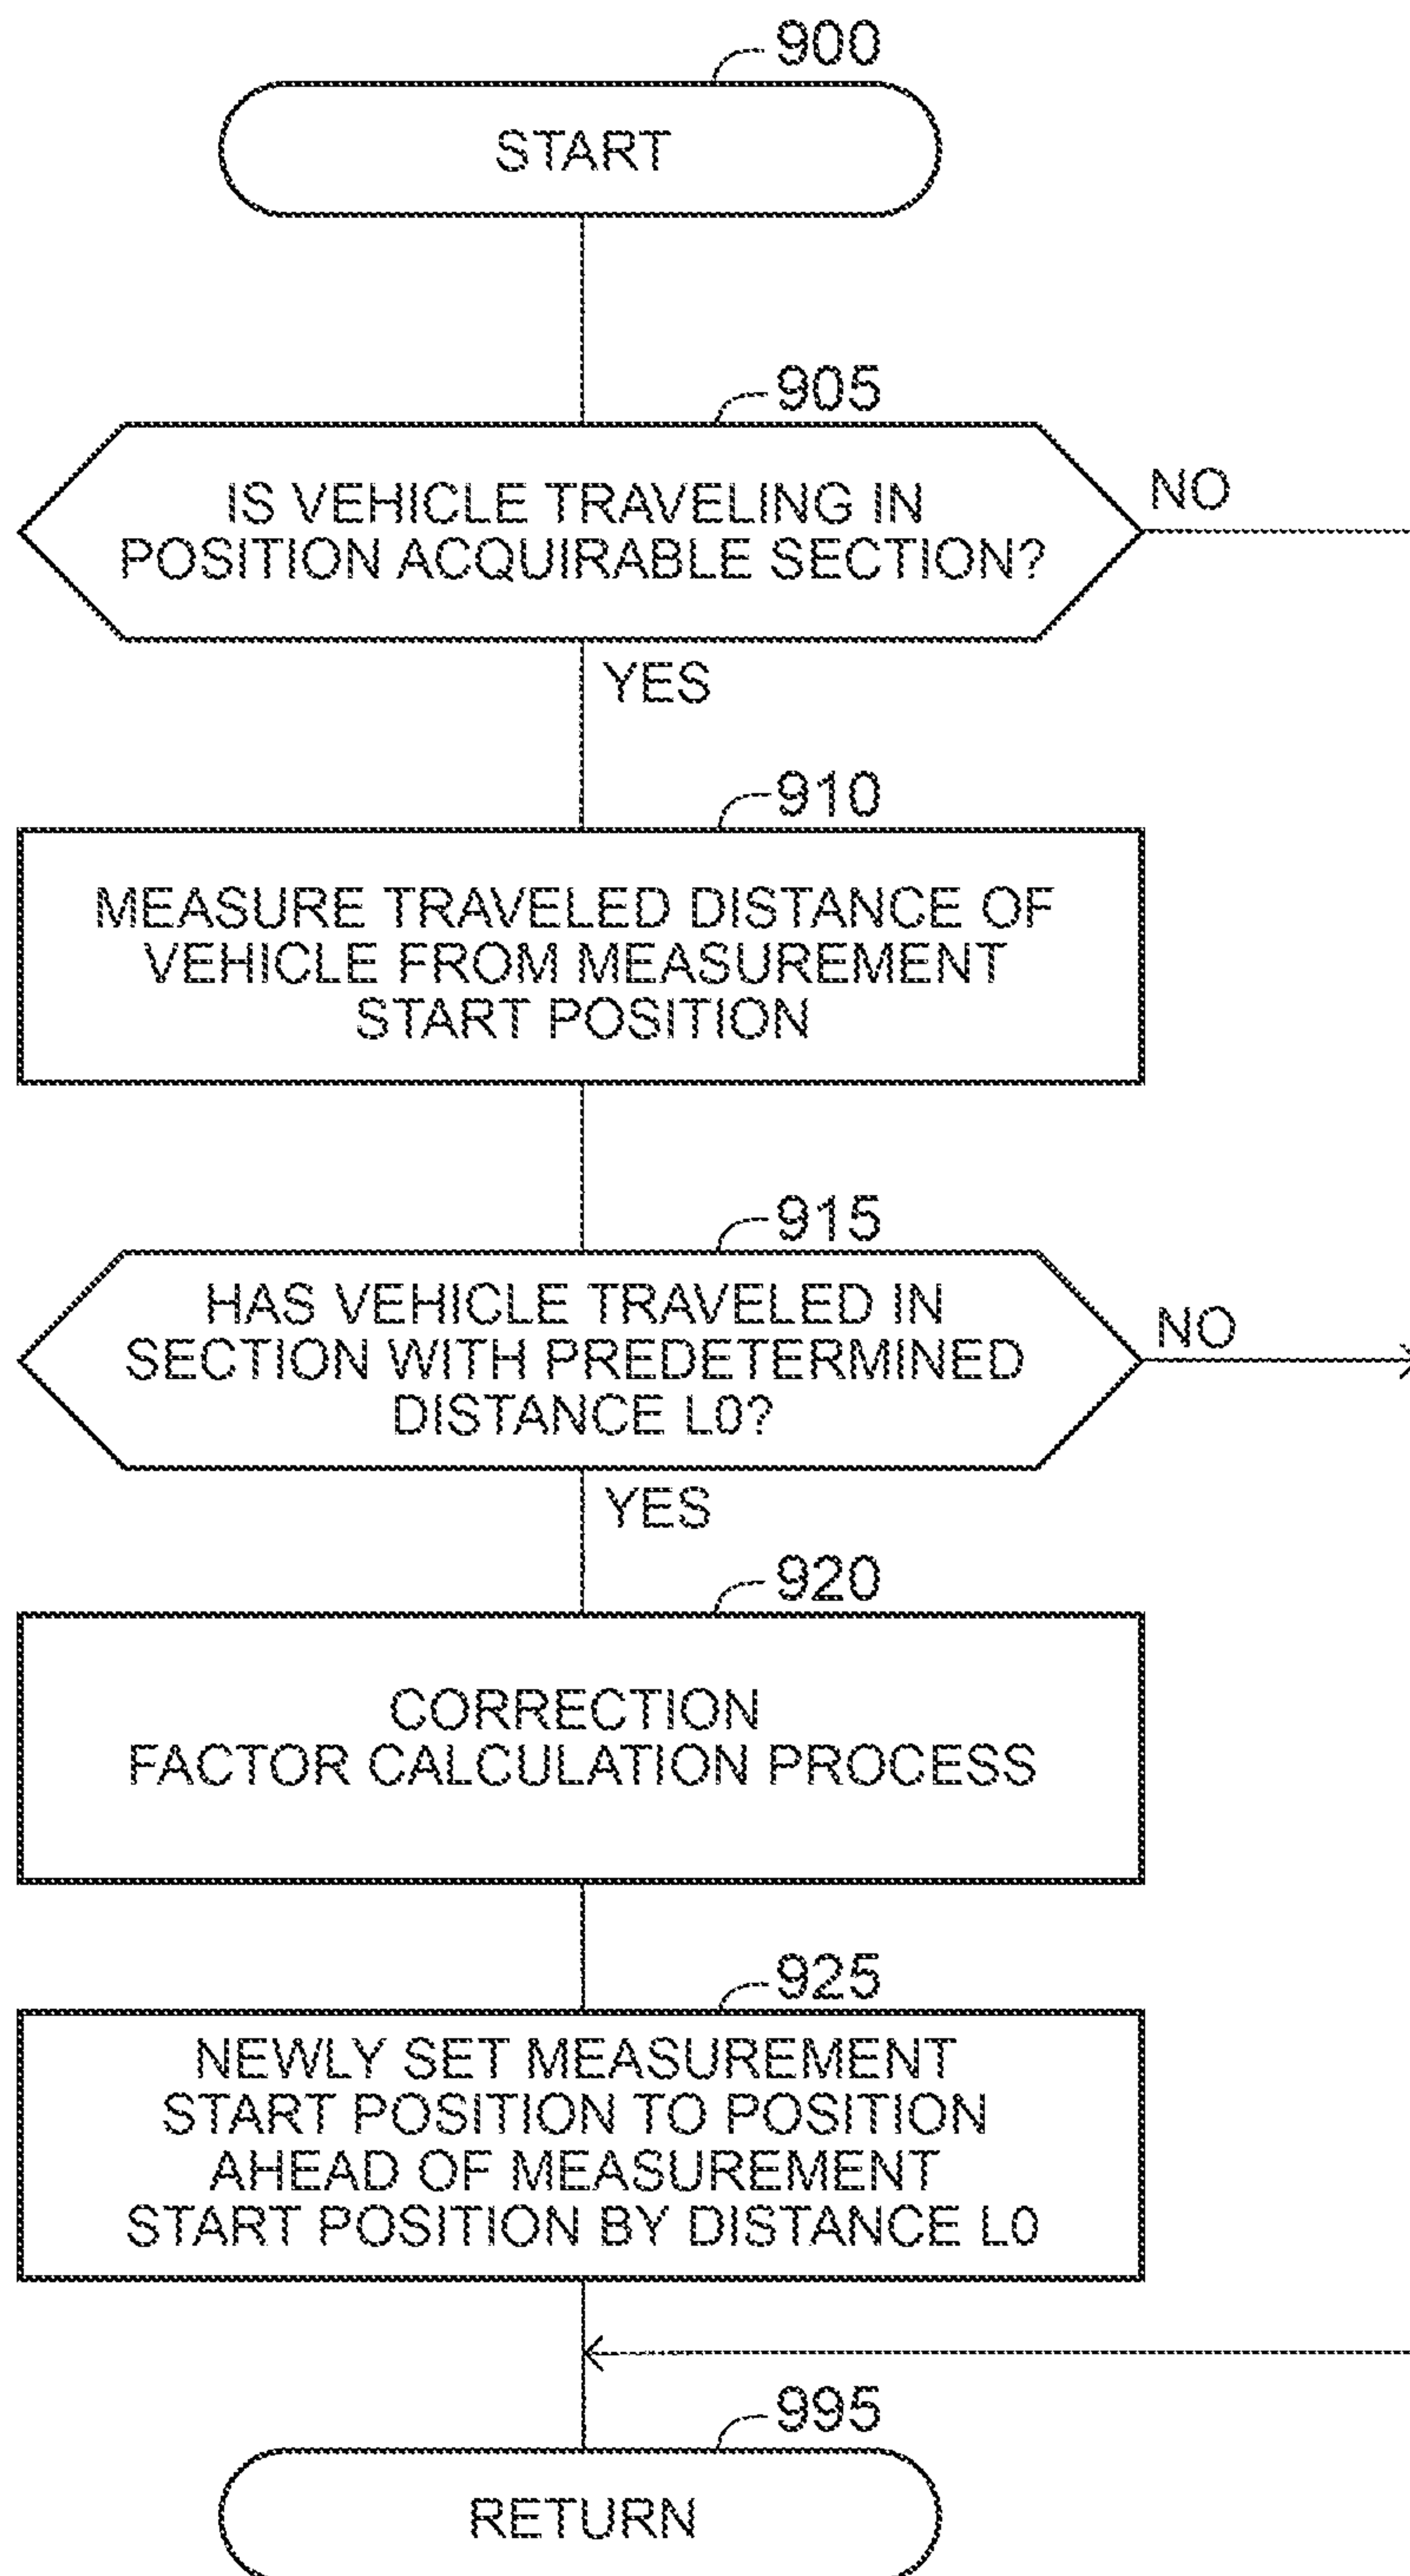 900
START
905
IS VEHICLE TRAVELING IN
POSITION ACQUIRABLE SECTION?
NO
YES
910
MEASURE TRAVELED DISTANCE OF
VEHICLE FROM MEASUREMENT
START POSITION
915
HAS VEHICLE TRAVELED IN
SECTION WITH PREDETERMINED
DISTANCE L0?
NO
YES
920
CORRECTION
FACTOR CALCULATION PROCESS
925
NEWLY SET MEASUREMENT
START POSITION TO POSITION
AHEAD OF MEASUREMENT
START POSITION BY DISTANCE L0
995
RETURN